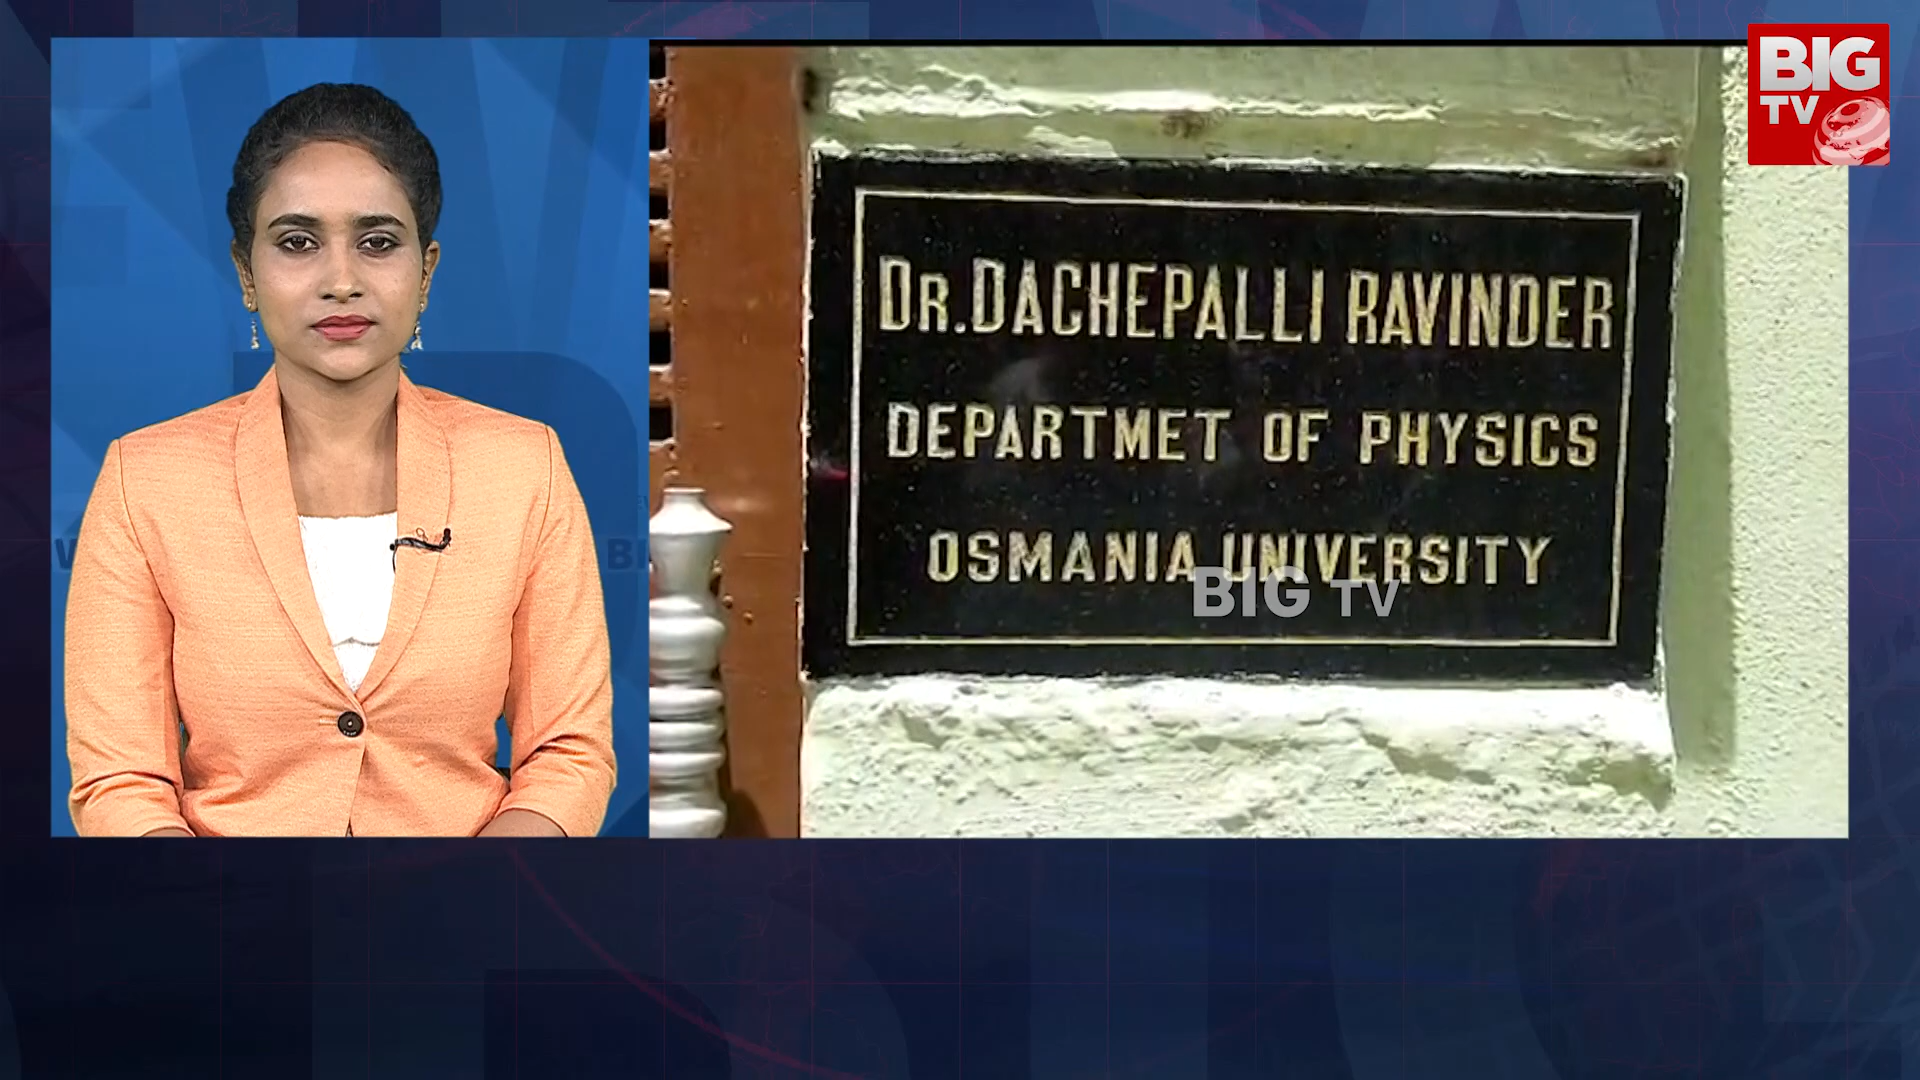 BIG
TV
DR.DACHEPALLI RAVINDER
DEPARTMET OF PHYSICS
OSMANIA UNIVERSITY
BIG TV